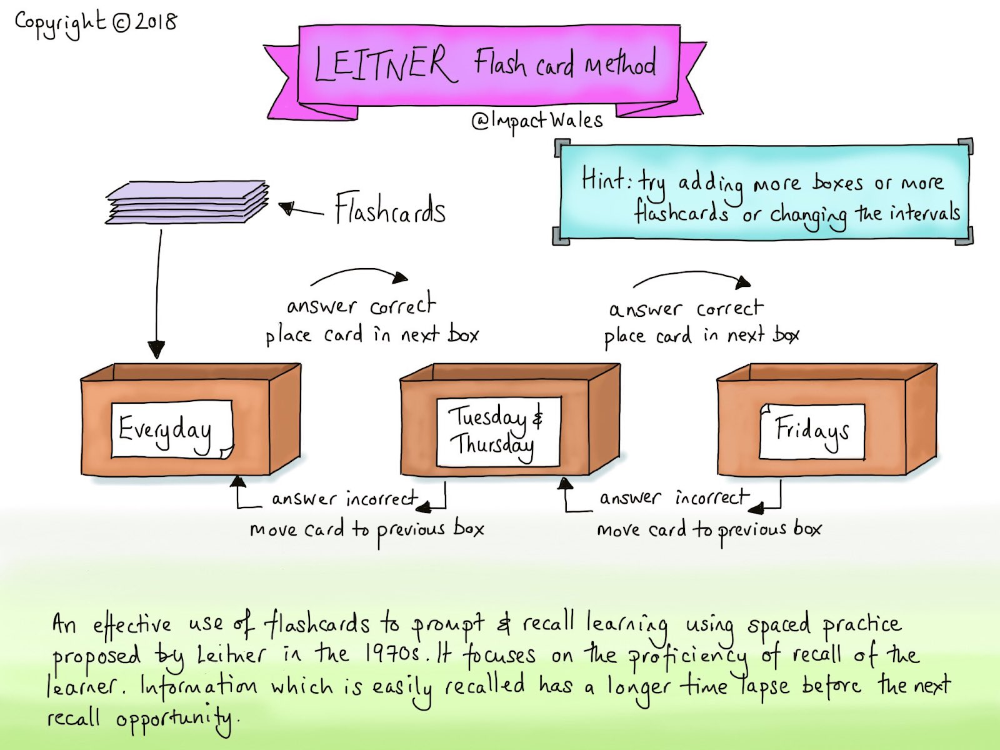 Copyright © 2018
LEITNER Flash card method
@ImpactWales
Hint: try adding more boxes or more
flashcards or changing the intervals
Flashcards
answer correct
place card in next box
answer correct
place card in next box
Everyday
Tuesday &
Thursday
Fridays
answer incorrect
move card to previous box
answer incorrect
move card to previous box
An effective use of flashcards to prompt & recall learning using spaced practice
proposed by Leitner in the 1970s. It focuses on the proficiency of recall of the
learner. Information which is easily recalled has a longer time lapse before the next
recall opportunity.